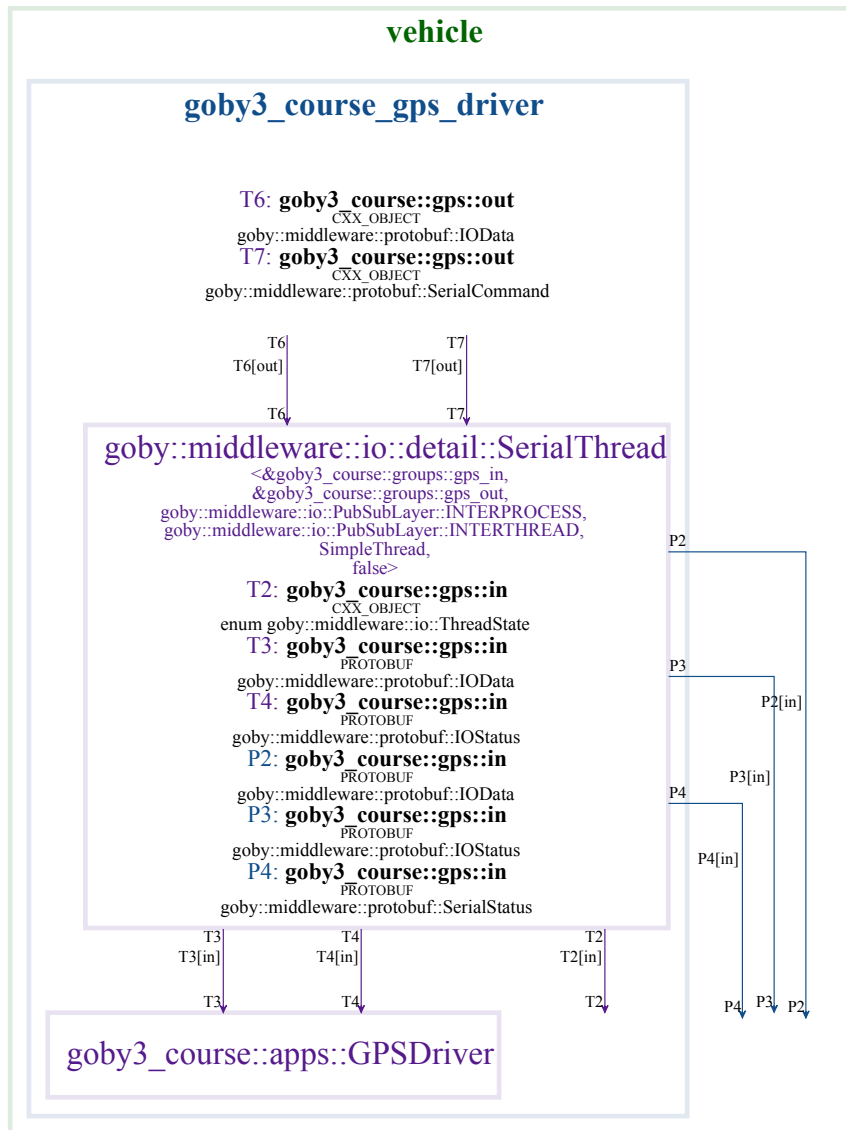 vehicle
goby3_course_gps_driver
T6: goby3_course::gps::out
CXX_OBJECT
goby::middleware::protobuf::IOData
T7: goby3_course::gps::out
CXX_OBJECT
goby::middleware::protobuf::SerialCommand
T6 T7
T6[out] T7[out]
T6 T7
goby::middleware::io::detail::SerialThread
<&goby3_course::groups::gps_in,
&goby3_course::groups::gps_out,
goby::middleware::io::PubSubLayer::INTERPROCESS,
goby::middleware::io::PubSubLayer::INTERTHREAD,
SimpleThread,
false>
P2
T2: goby3_course::gps::in
CXX_OBJECT
enum goby::middleware::io::ThreadState
T3: goby3_course::gps::in
PROTOBUF
P3
goby::middleware::protobuf::IOData
T4: goby3_course::gps::in
P2[in]
PROTOBUF
goby::middleware::protobuf::IOStatus
P2: goby3_course::gps::in
PROTOBUF
P3[in]
goby::middleware::protobuf::IOData
P4
P3: goby3_course::gps::in
PROTOBUF
goby::middleware::protobuf::IOStatus
P4[in]
P4: goby3_course::gps::in
PROTOBUF
goby::middleware::protobuf::SerialStatus
T3 T4 T2
T3[in] T4[in] T2[in]
T3 T4 T2
P4 P3 P2
goby3_course::apps::GPSDriver